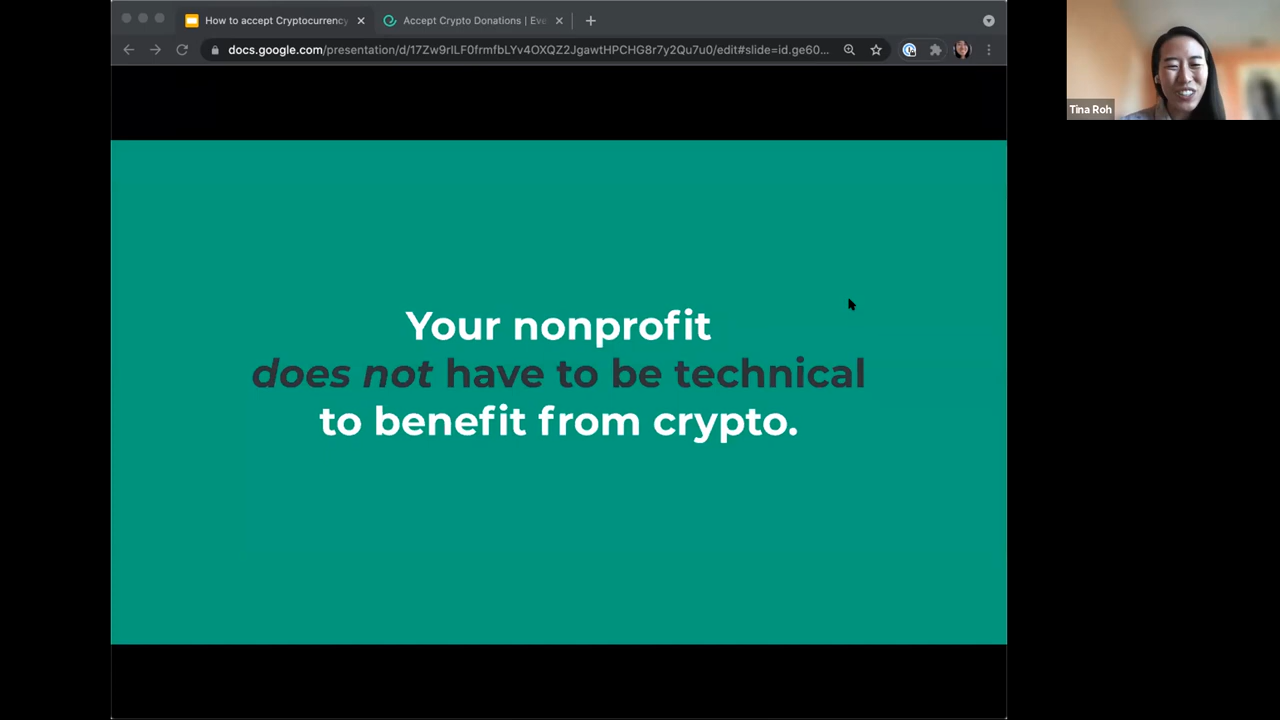 How to accept Cryptocurrency
Accept Crypto Donations | Eve
docs.google.com/presentation/d/17Zw9rILF0frmfbLYv4OXQZ2JgawtHPCHG8r7y2Qu7u0/edit#slide=id.ge60...
Tina Roh
Your nonprofit
does not have to be technical
to benefit from crypto.